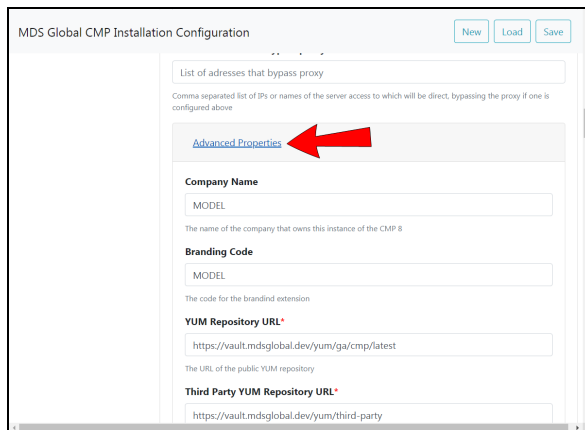 MDS Global CMP Installation Configuration
New
Load
Save
List of adresses that bypass proxy
Comma separated list of IPs or names of the server access to which will be direct, bypassing the proxy if one is
configured above
Advanced Properties
Company Name
MODEL
The name of the company that owns this instance of the CMP 8
Branding Code
MODEL
The code for the brandind extension
YUM Repository URL*
https://vault.mdsglobal.dev/yum/ga/cmp/latest
The URL of the public YUM repository
Third Party YUM Repository URL*
https://vault.mdsglobal.dev/yum/third-party